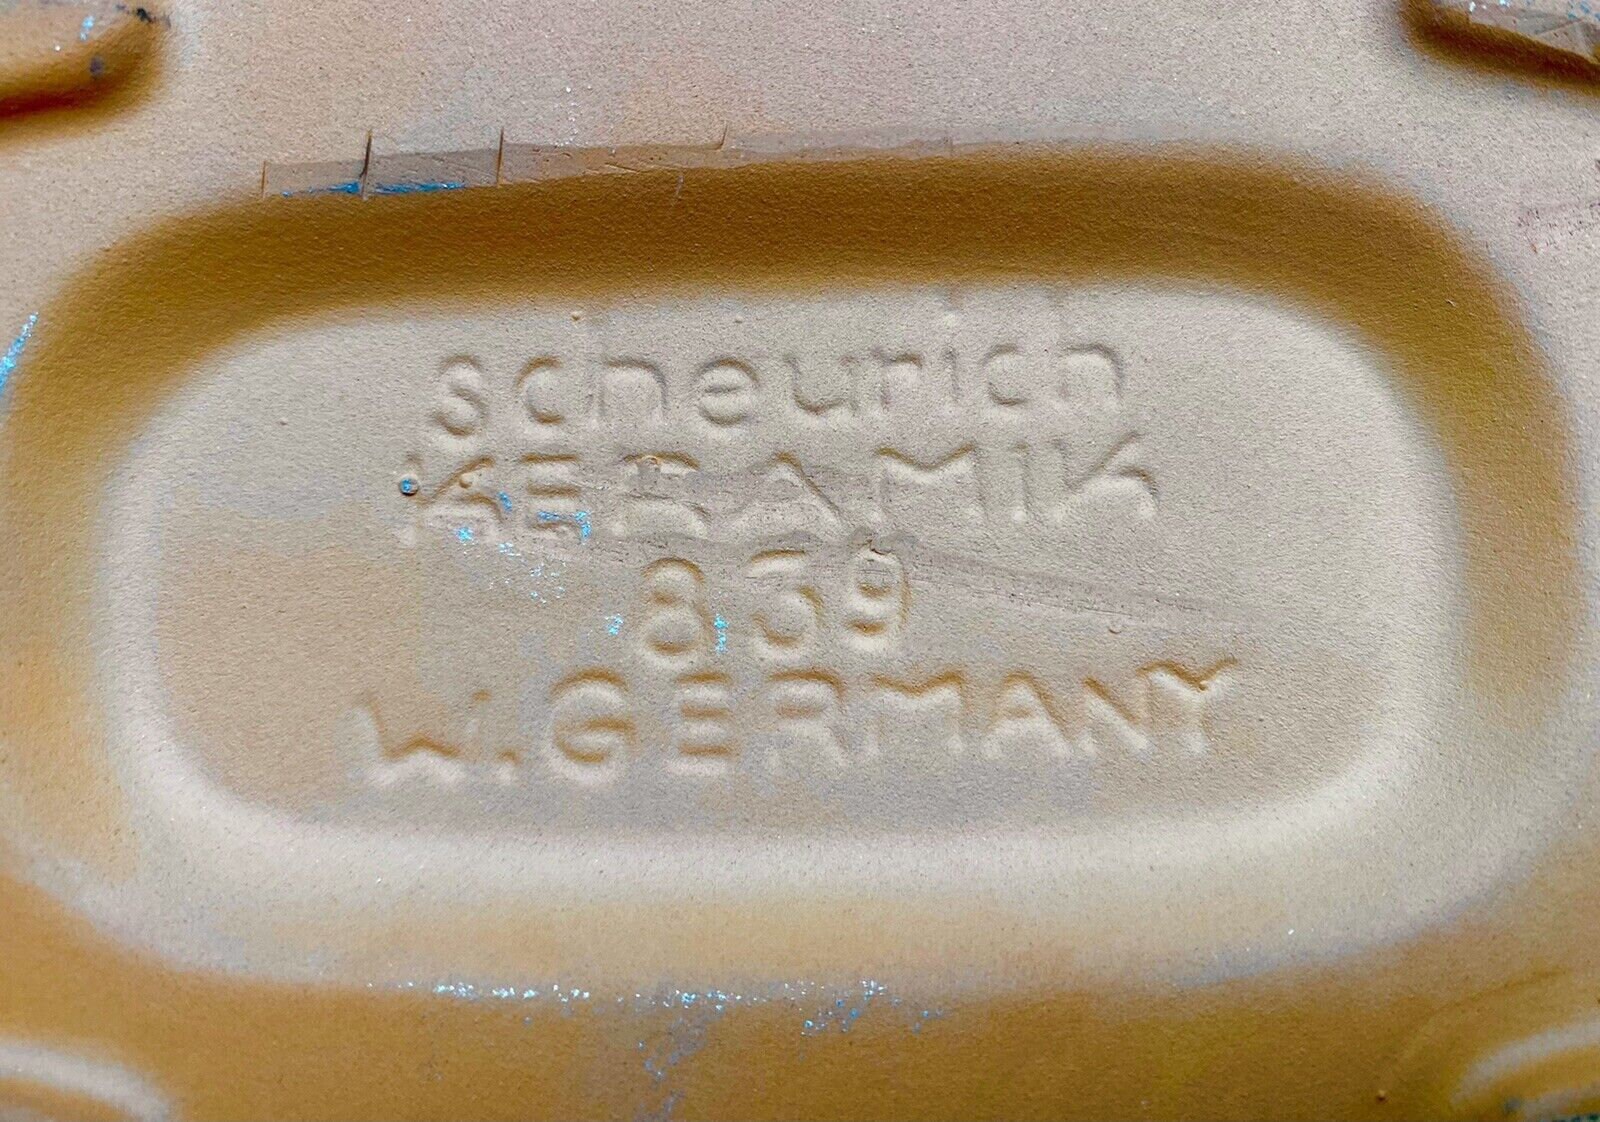 scheurich
KERAMIK
839
W. GERMANY